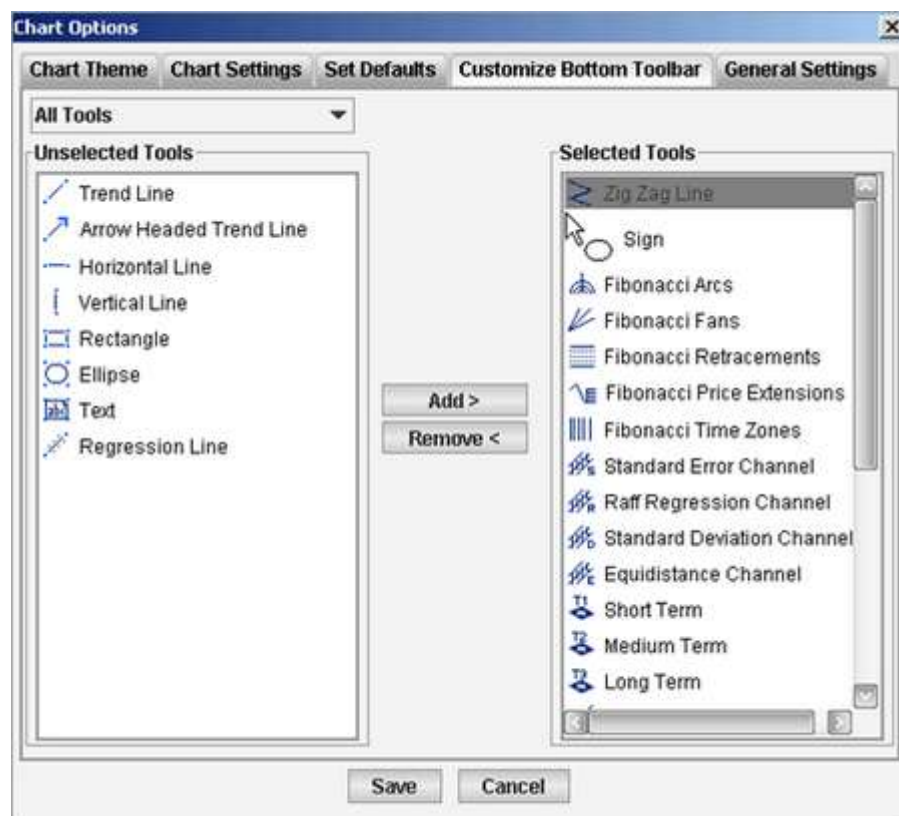 Chart Options
Chart Theme
Chart Settings
Set Defaults
Customize Bottom Toolbar
General Settings
All Tools
Unselected Tools
Trend Line
Arrow Headed Trend Line
Horizontal Line
Vertical Line
Rectangle
Ellipse
Text
Regression Line
Add >
Remove <
Selected Tools
Zig Zag Line
Sign
Fibonacci Arcs
Fibonacci Fans
Fibonacci Retracements
Fibonacci Price Extensions
Fibonacci Time Zones
Standard Error Channel
Raff Regression Channel
Standard Deviation Channel
Equidistance Channel
Short Term
Medium Term
Long Term
Save
Cancel